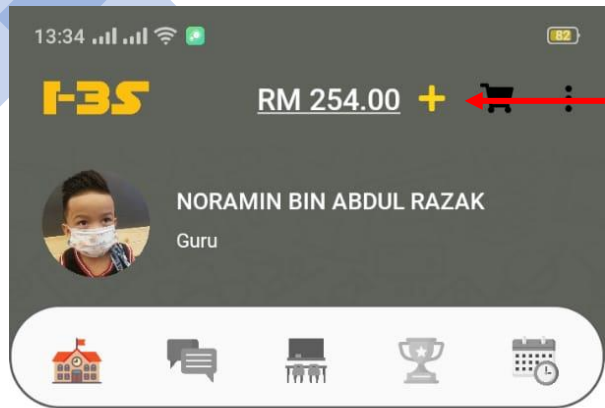 13:34
82
I-3S
RM 254.00 +
NORAMIN BIN ABDUL RAZAK
Guru